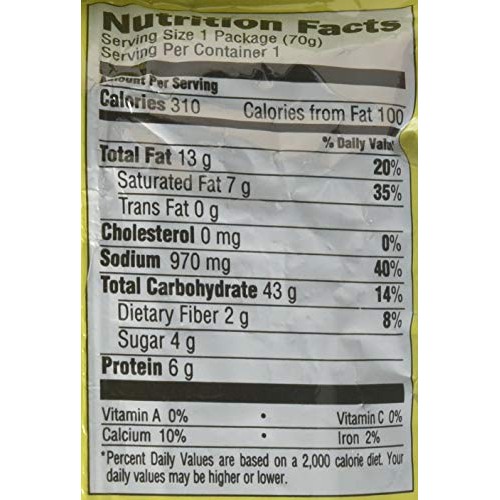 Nutrition Facts
Serving Size 1 Package (70g)
Serving Per Container 1
Amount Per Serving
Calories 310 Calories from Fat 100
% Daily Value
Total Fat 13 g 20%
Saturated Fat 7 g 35%
Trans Fat 0 g
Cholesterol 0 mg 0%
Sodium 970 mg 40%
Total Carbohydrate 43 g 14%
Dietary Fiber 2 g 8%
Sugar 4 g
Protein 6 g
Vitamin A 0% • Vitamin C 0%
Calcium 10% • Iron 2%
*Percent Daily Values are based on a 2,000 calorie diet. Your
daily values may be higher or lower.